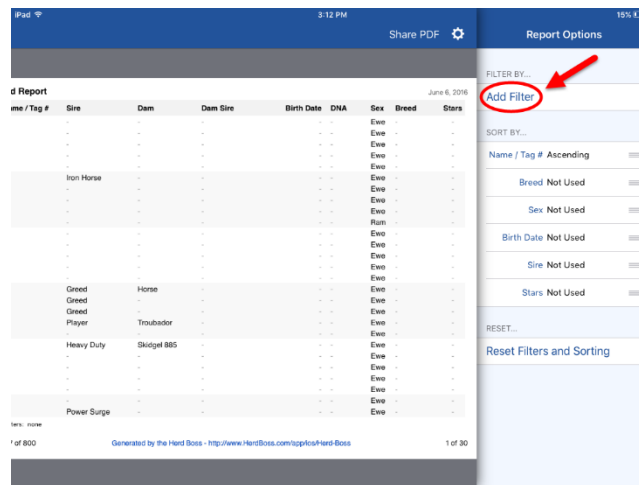 iPad 3:12 PM 15%
Share PDF Report Options
FILTER BY...
Add Filter
d Report June 6, 2016
me / Tag # Sire Dam Dam Sire Birth Date DNA Sex Breed Stars
- - - - - Ewe - -
- - - - - Ewe - -
- - - - - Ewe - -
- - - - - Ewe - -
- - - - - Ewe - -
Iron Horse - - - - Ewe - -
- - - - - Ewe - -
- - - - - Ewe - -
- - - - - Ewe - -
- - - - - Ram - -
- - - - - Ewe - -
- - - - - Ewe - -
- - - - - Ewe - -
- - - - - Ewe - -
- - - - - Ewe - -
Greed Horse - - - Ewe - -
Greed - - - - Ewe - -
Greed - - - - Ewe - -
Player Troubador - - - Ewe - -
- - - - - Ewe - -
Heavy Duty Skidgel 885 - - - Ewe - -
- - - - - Ewe - -
- - - - - Ewe - -
- - - - - Ewe - -
- - - - - Ewe - -
- - - - - Ewe - -
Power Surge - - - - Ewe - -
ters: none
of 800 Generated by the Herd Boss - http://www.HerdBoss.com/app/ios/Herd-Boss 1 of 30
SORT BY...
Name / Tag # Ascending
Breed Not Used
Sex Not Used
Birth Date Not Used
Sire Not Used
Stars Not Used
RESET...
Reset Filters and Sorting